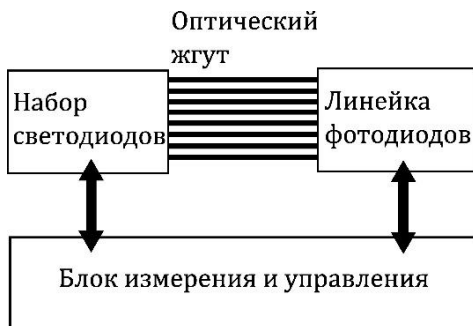 Оптический
жгут
Набор
светодиодов
Линейка
фотодиодов
Блок измерения и управления